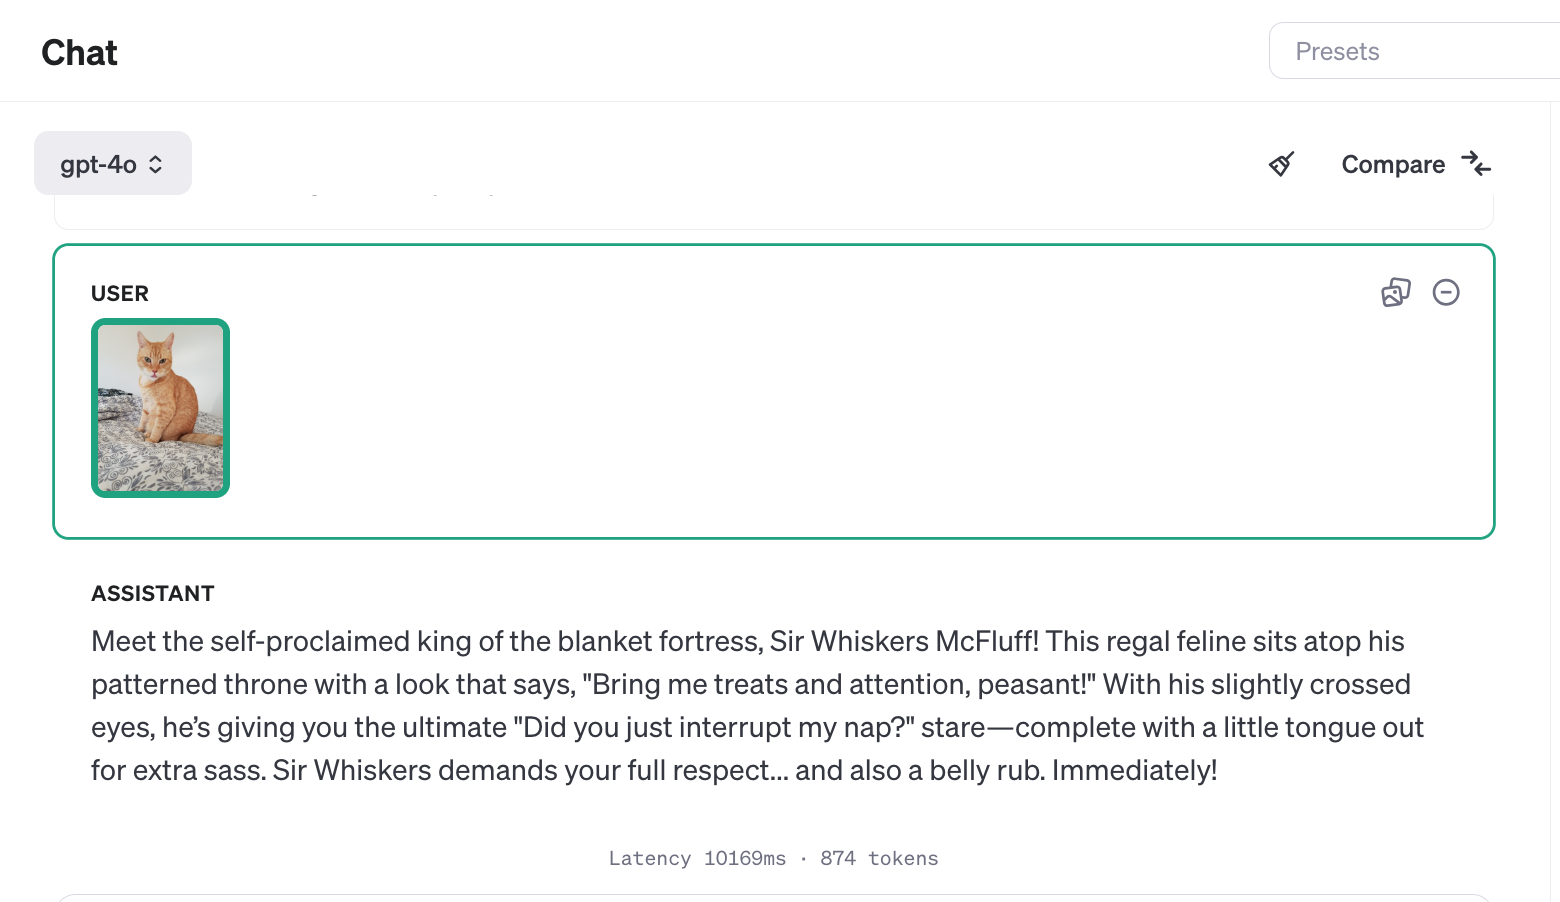 Chat
Presets
gpt-4o
Compare
USER
ASSISTANT
Meet the self-proclaimed king of the blanket fortress, Sir Whiskers McFluff! This regal feline sits atop his
patterned throne with a look that says, "Bring me treats and attention, peasant!" With his slightly crossed
eyes, he’s giving you the ultimate "Did you just interrupt my nap?" stare—complete with a little tongue out
for extra sass. Sir Whiskers demands your full respect... and also a belly rub. Immediately!
Latency 10169ms · 874 tokens